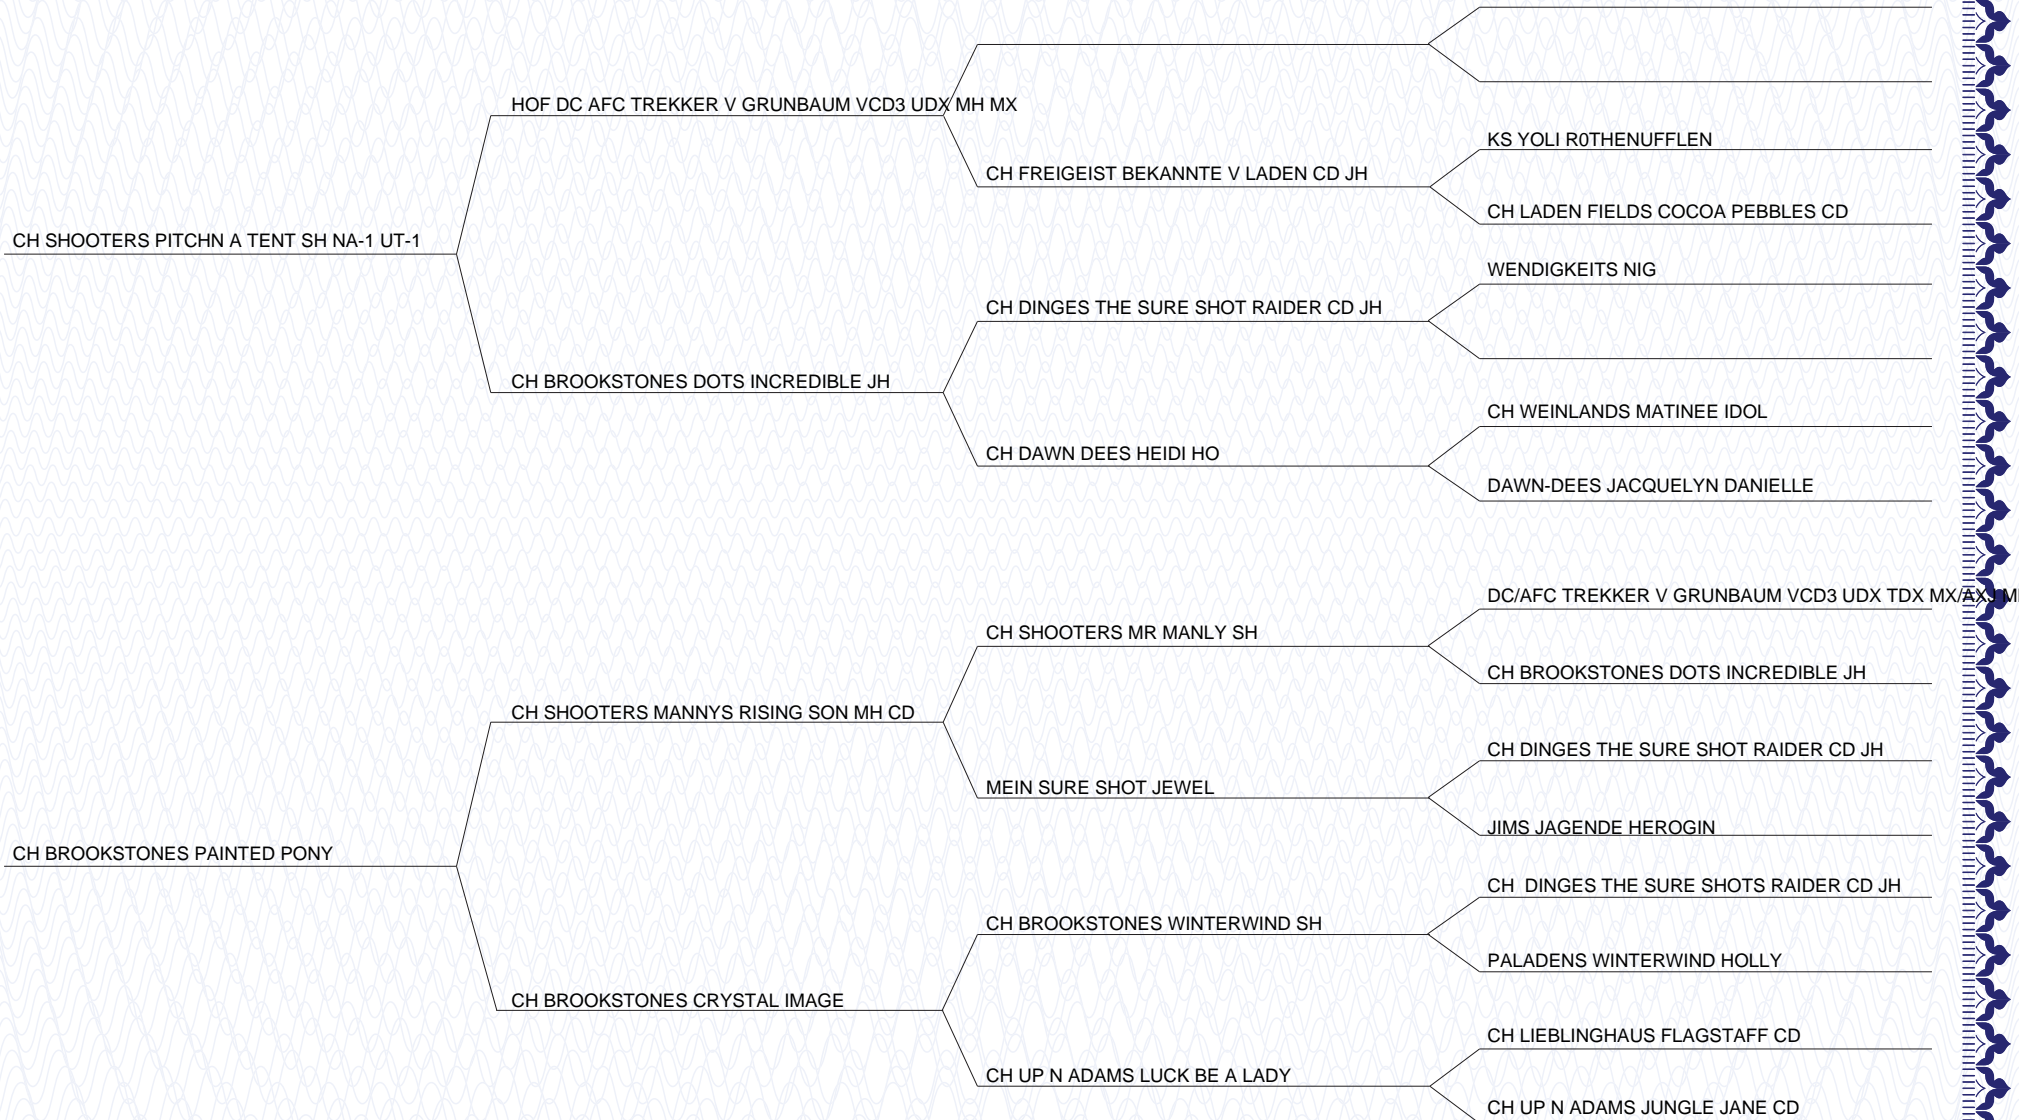 HOF DC AFC TREKKER V GRUNBAUM VCD3 UDX MH MX
KS YOLI R0THENUFFLEN
CH FREIGEIST BEKANNTE V LADEN CD JH
CH LADEN FIELDS COCOA PEBBLES CD
CH SHOOTERS PITCHN A TENT SH NA-1 UT-1
WENDIGKEITS NIG
CH DINGES THE SURE SHOT RAIDER CD JH
CH BROOKSTONES DOTS INCREDIBLE JH
CH WEINLANDS MATINEE IDOL
CH DAWN DEES HEIDI HO
DAWN-DEES JACQUELYN DANIELLE
DC/AFC TREKKER V GRUNBAUM VCD3 UDX TDX MX/AXJ
CH SHOOTERS MR MANLY SH
CH BROOKSTONES DOTS INCREDIBLE JH
CH SHOOTERS MANNYS RISING SON MH CD
CH DINGES THE SURE SHOT RAIDER CD JH
MEIN SURE SHOT JEWEL
JIMS JAGENDE HEROGIN
CH BROOKSTONES PAINTED PONY
CH  DINGES THE SURE SHOTS RAIDER CD JH
CH BROOKSTONES WINTERWIND SH
PALADENS WINTERWIND HOLLY
CH BROOKSTONES CRYSTAL IMAGE
CH LIEBLINGHAUS FLAGSTAFF CD
CH UP N ADAMS LUCK BE A LADY
CH UP N ADAMS JUNGLE JANE CD